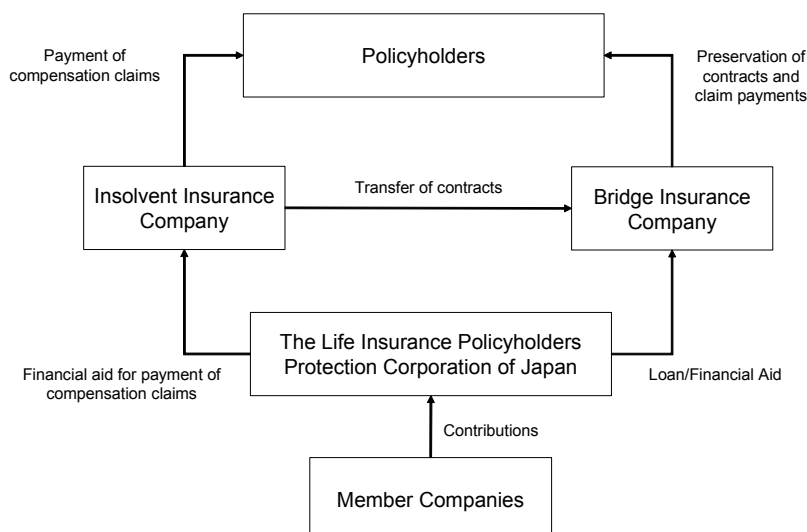 Payment of
compensation claims
Policyholders
Preservation of
contracts and
claim payments
Insolvent Insurance
Company
Transfer of contracts
Bridge Insurance
Company
Financial aid for payment of
compensation claims
The Life Insurance Policyholders
Protection Corporation of Japan
Loan/Financial Aid
Contributions
Member Companies